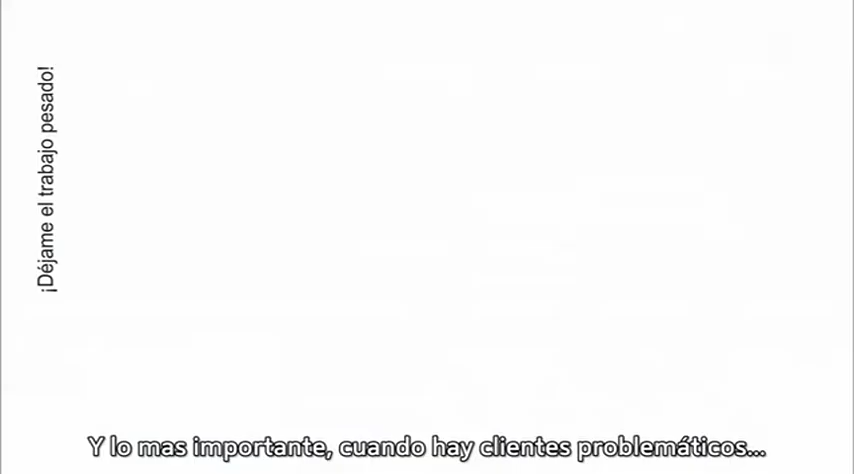 ¡Déjame el trabajo pesado!
Y lo mas importante, cuando hay clientes problemáticos...